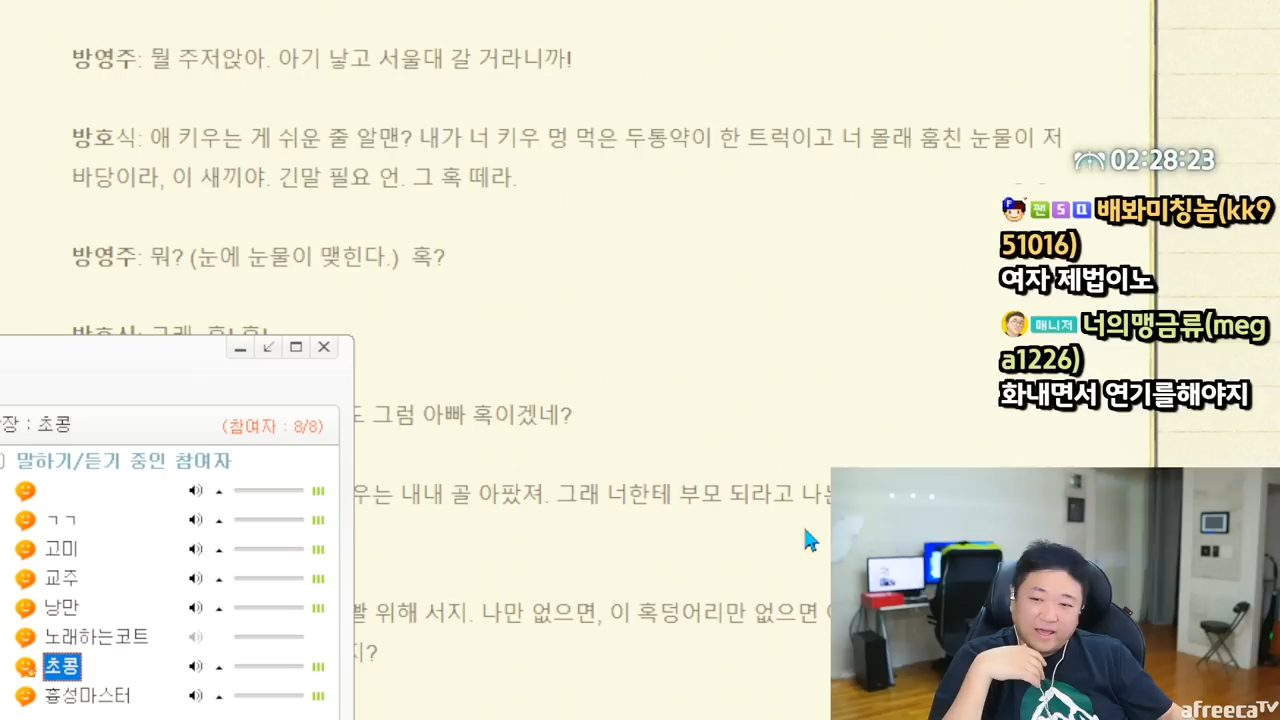 방영주: 뭘 주저앉아. 아기 낳고 서울대 갈 거라니까!
방호식: 애 키우는 게 쉬운 줄 알맨? 내가 너 키우 멍 먹은 두통약이 한 트럭이고 너 몰래 훔친 눈물이 저
바당이라, 이 새끼야. 긴말 필요 언. 그 혹 떼라.
방영주: 뭐? (눈에 눈물이 맺힌다.) 혹?
그럼 아빠 혹이겠네?
우는 내내 골 아팠져. 그래 너한테 부모 되라고 나는
위해 서지. 나만 없으면, 이 혹덩어리만 없으면
지?
02:28:23
팬 5 Q 배봐미칭놈(kk9
51016)
여자 제법이노
매니저 너의맹금류(meg
a1226)
화내면서 연기를해야지
장 : 초콩
(참여자 : 8/8)
말하기/듣기 중인 참여자
ㄱㄱ
고미
교주
낭만
노래하는코트
초콩
흉성마스터
afreecaTV